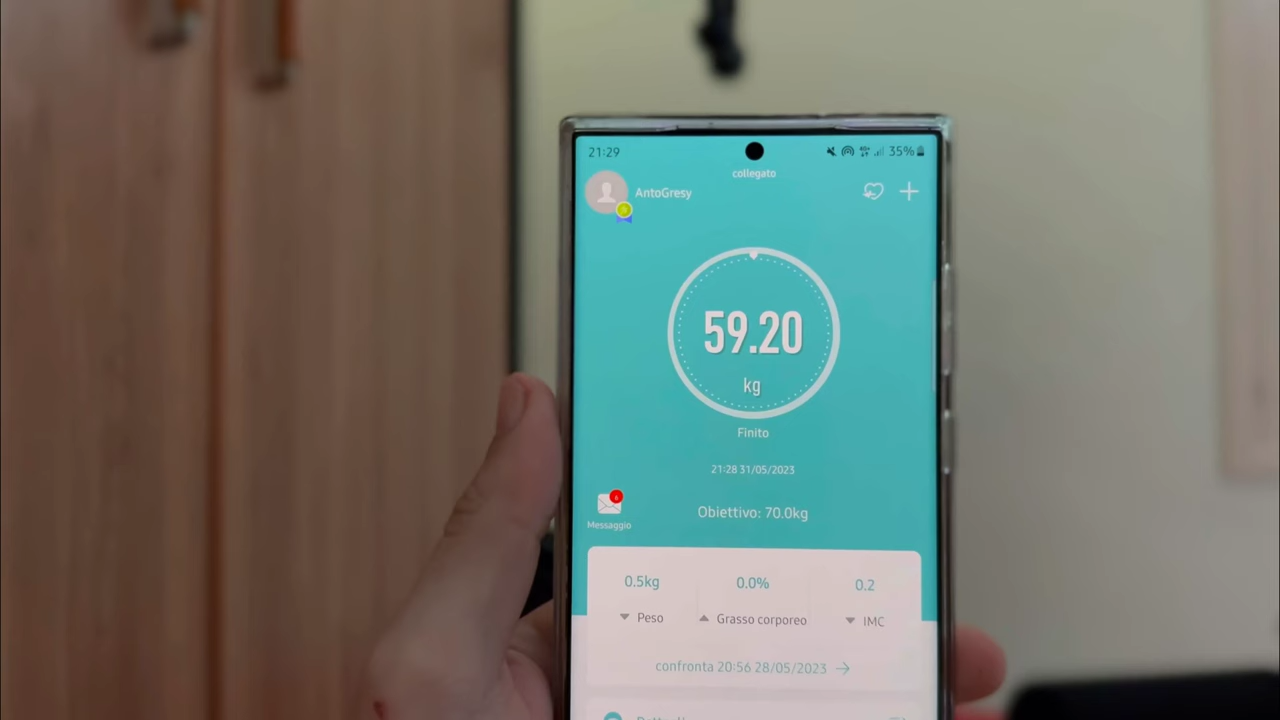 21:29
35%
collegato
AntoGresy
59.20
kg
Finito
21:28 31/05/2023
Messaggio
Obiettivo: 70.0kg
0.5kg 0.0% 0.2
Peso Grasso corporeo IMC
confronta 20:56 28/05/2023